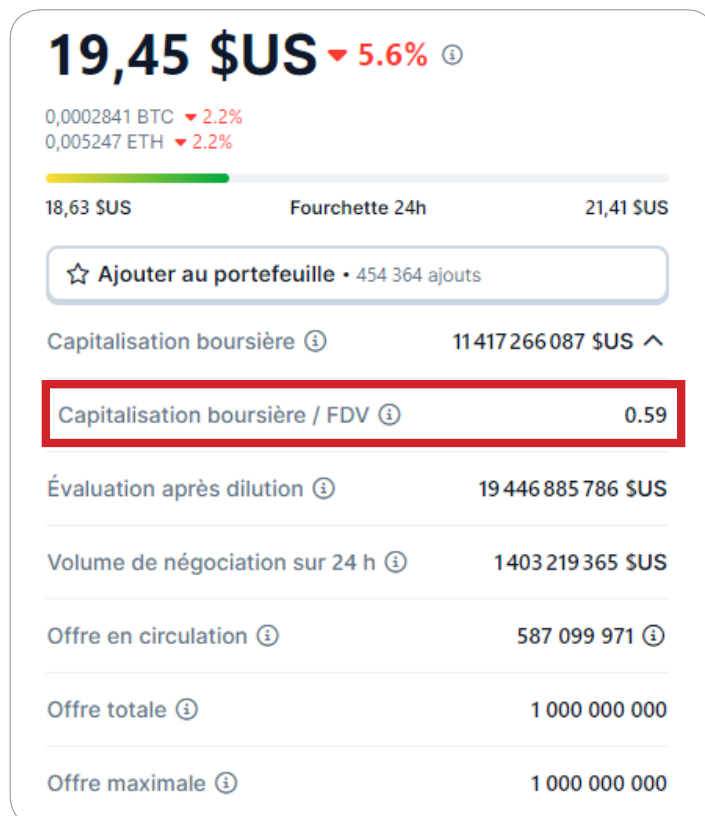 19,45 $US ▼ 5.6%
0,0002841 BTC ▼ 2.2%
0,005247 ETH ▼ 2.2%
18,63 $US Fourchette 24h 21,41 $US
Ajouter au portefeuille • 454 364 ajouts
Capitalisation boursière 11 417 266 087 $US
Capitalisation boursière / FDV 0.59
Évaluation après dilution 19 446 885 786 $US
Volume de négociation sur 24 h 1 403 219 365 $US
Offre en circulation 587 099 971
Offre totale 1 000 000 000
Offre maximale 1 000 000 000